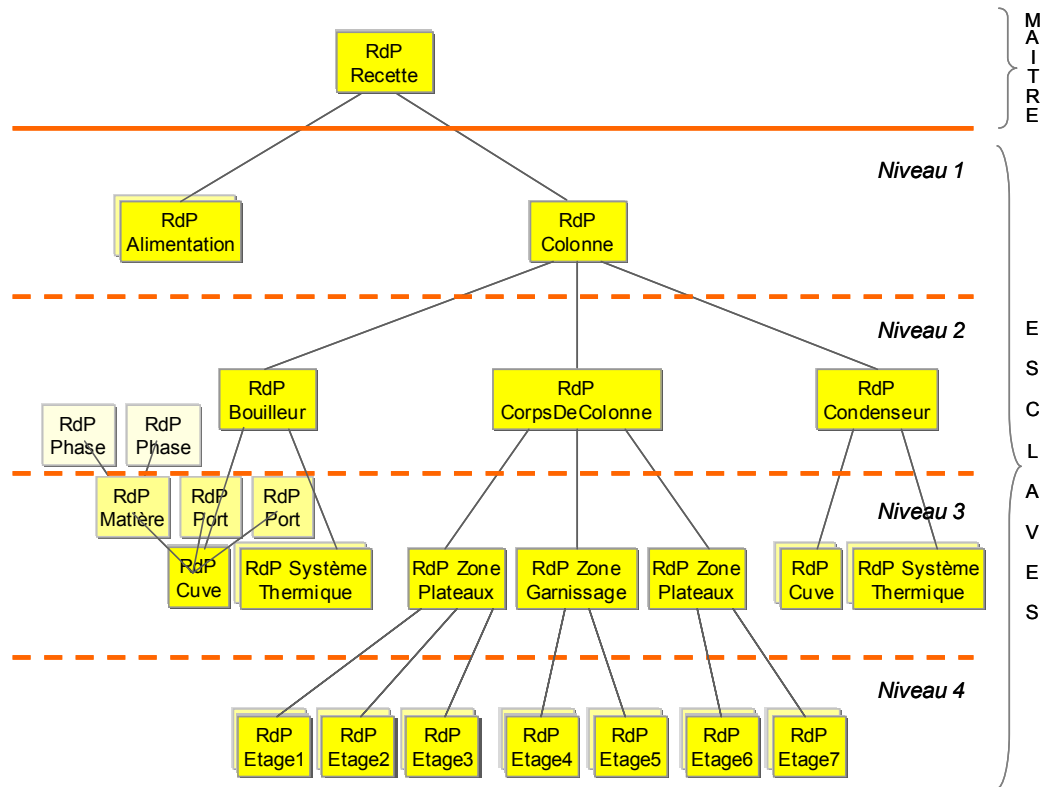 RdP
Recette
MAITRE
Niveau 1
RdP
Alimentation
RdP
Colonne
Niveau 2
RdP
Bouilleur
RdP
CorpsDeColonne
RdP
Condenseur
RdP
Phase
RdP
Phase
ESCLAVES
Niveau 3
RdP
Matière
RdP
Port
RdP
Port
RdP
Cuve
RdP Système
Thermique
RdP Zone
Plateaux
RdP Zone
Garnissage
RdP Zone
Plateaux
RdP
Cuve
RdP Système
Thermique
Niveau 4
RdP
Etage1
RdP
Etage2
RdP
Etage3
RdP
Etage4
RdP
Etage5
RdP
Etage6
RdP
Etage7